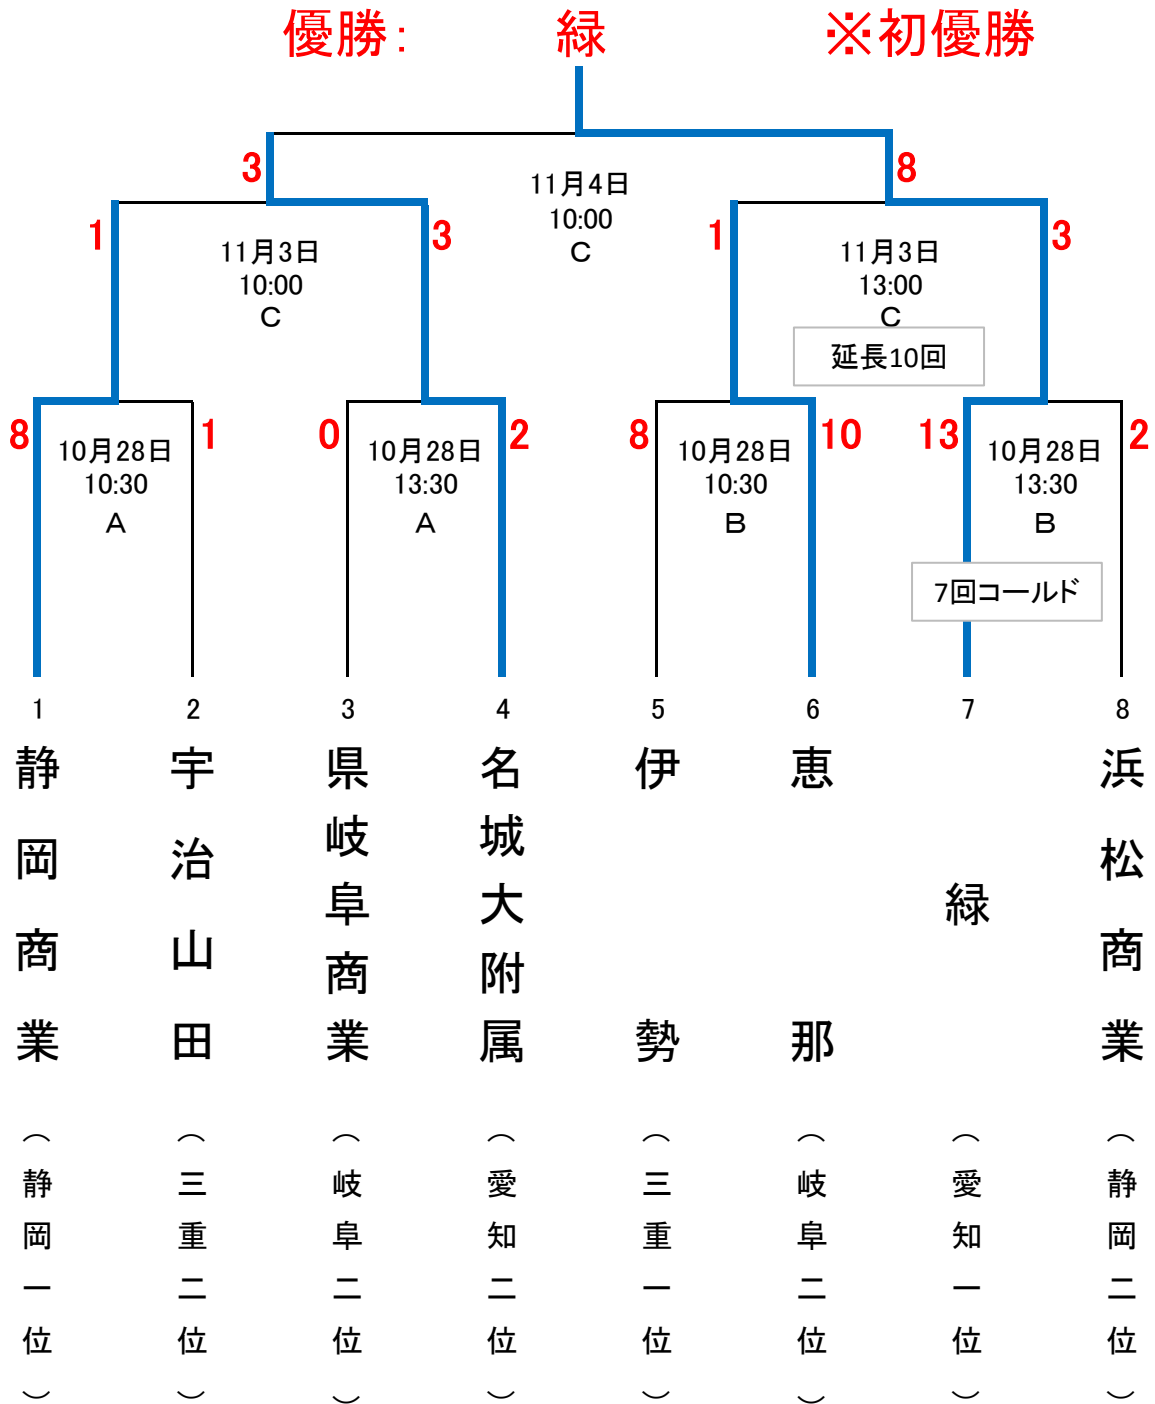 優勝： 緑 ※初優勝
3 8
11月4日
10:00
C
1 3 1 3
11月3日 11月3日
10:00 13:00
C C
延長10回
8 1 0 2 8 10 13 2
10月28日 10月28日 10月28日 10月28日
10:30 13:30 10:30 13:30
A A B B
7回コールド
1 2 3 4 5 6 7 8
静岡商業（静岡一位）
宇治山田（三重二位）
県岐阜商業（岐阜二位）
名城大附属（愛知二位）
伊勢（三重一位）
恵那（岐阜二位）
緑（愛知一位）
浜松商業（静岡二位）